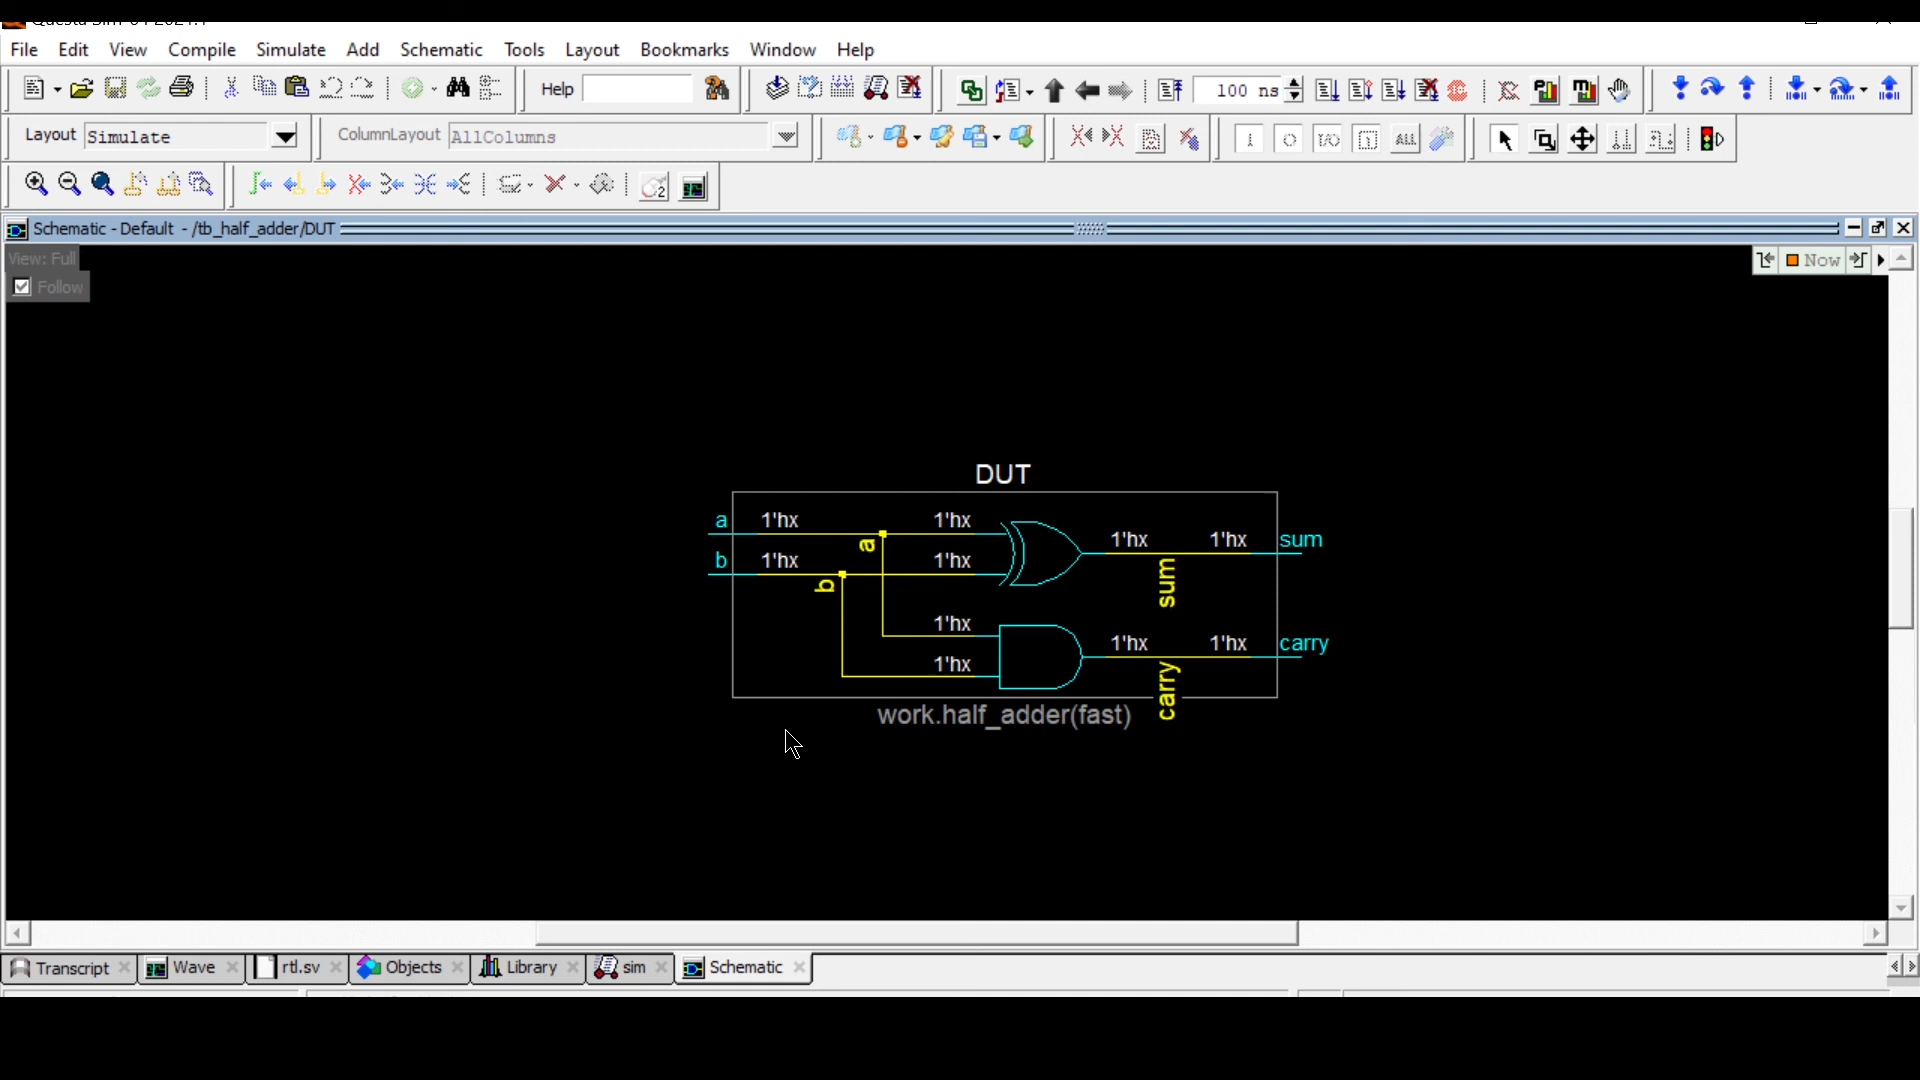 File Edit View Compile Simulate Add Schematic Tools Layout Bookmarks Window Help
Help 100 ns
Layout Simulate ColumnLayout AllColumns
I/O ALL
2
Schematic - Default - /tb_half_adder/DUT
View: Full
Now
Follow
DUT
a 1'hx 1'hx
a
1'hx 1'hx sum
b 1'hx 1'hx
b
sum
1'hx
1'hx 1'hx carry
1'hx
carry
work.half_adder(fast)
Transcript Wave rtl.sv Objects Library sim Schematic